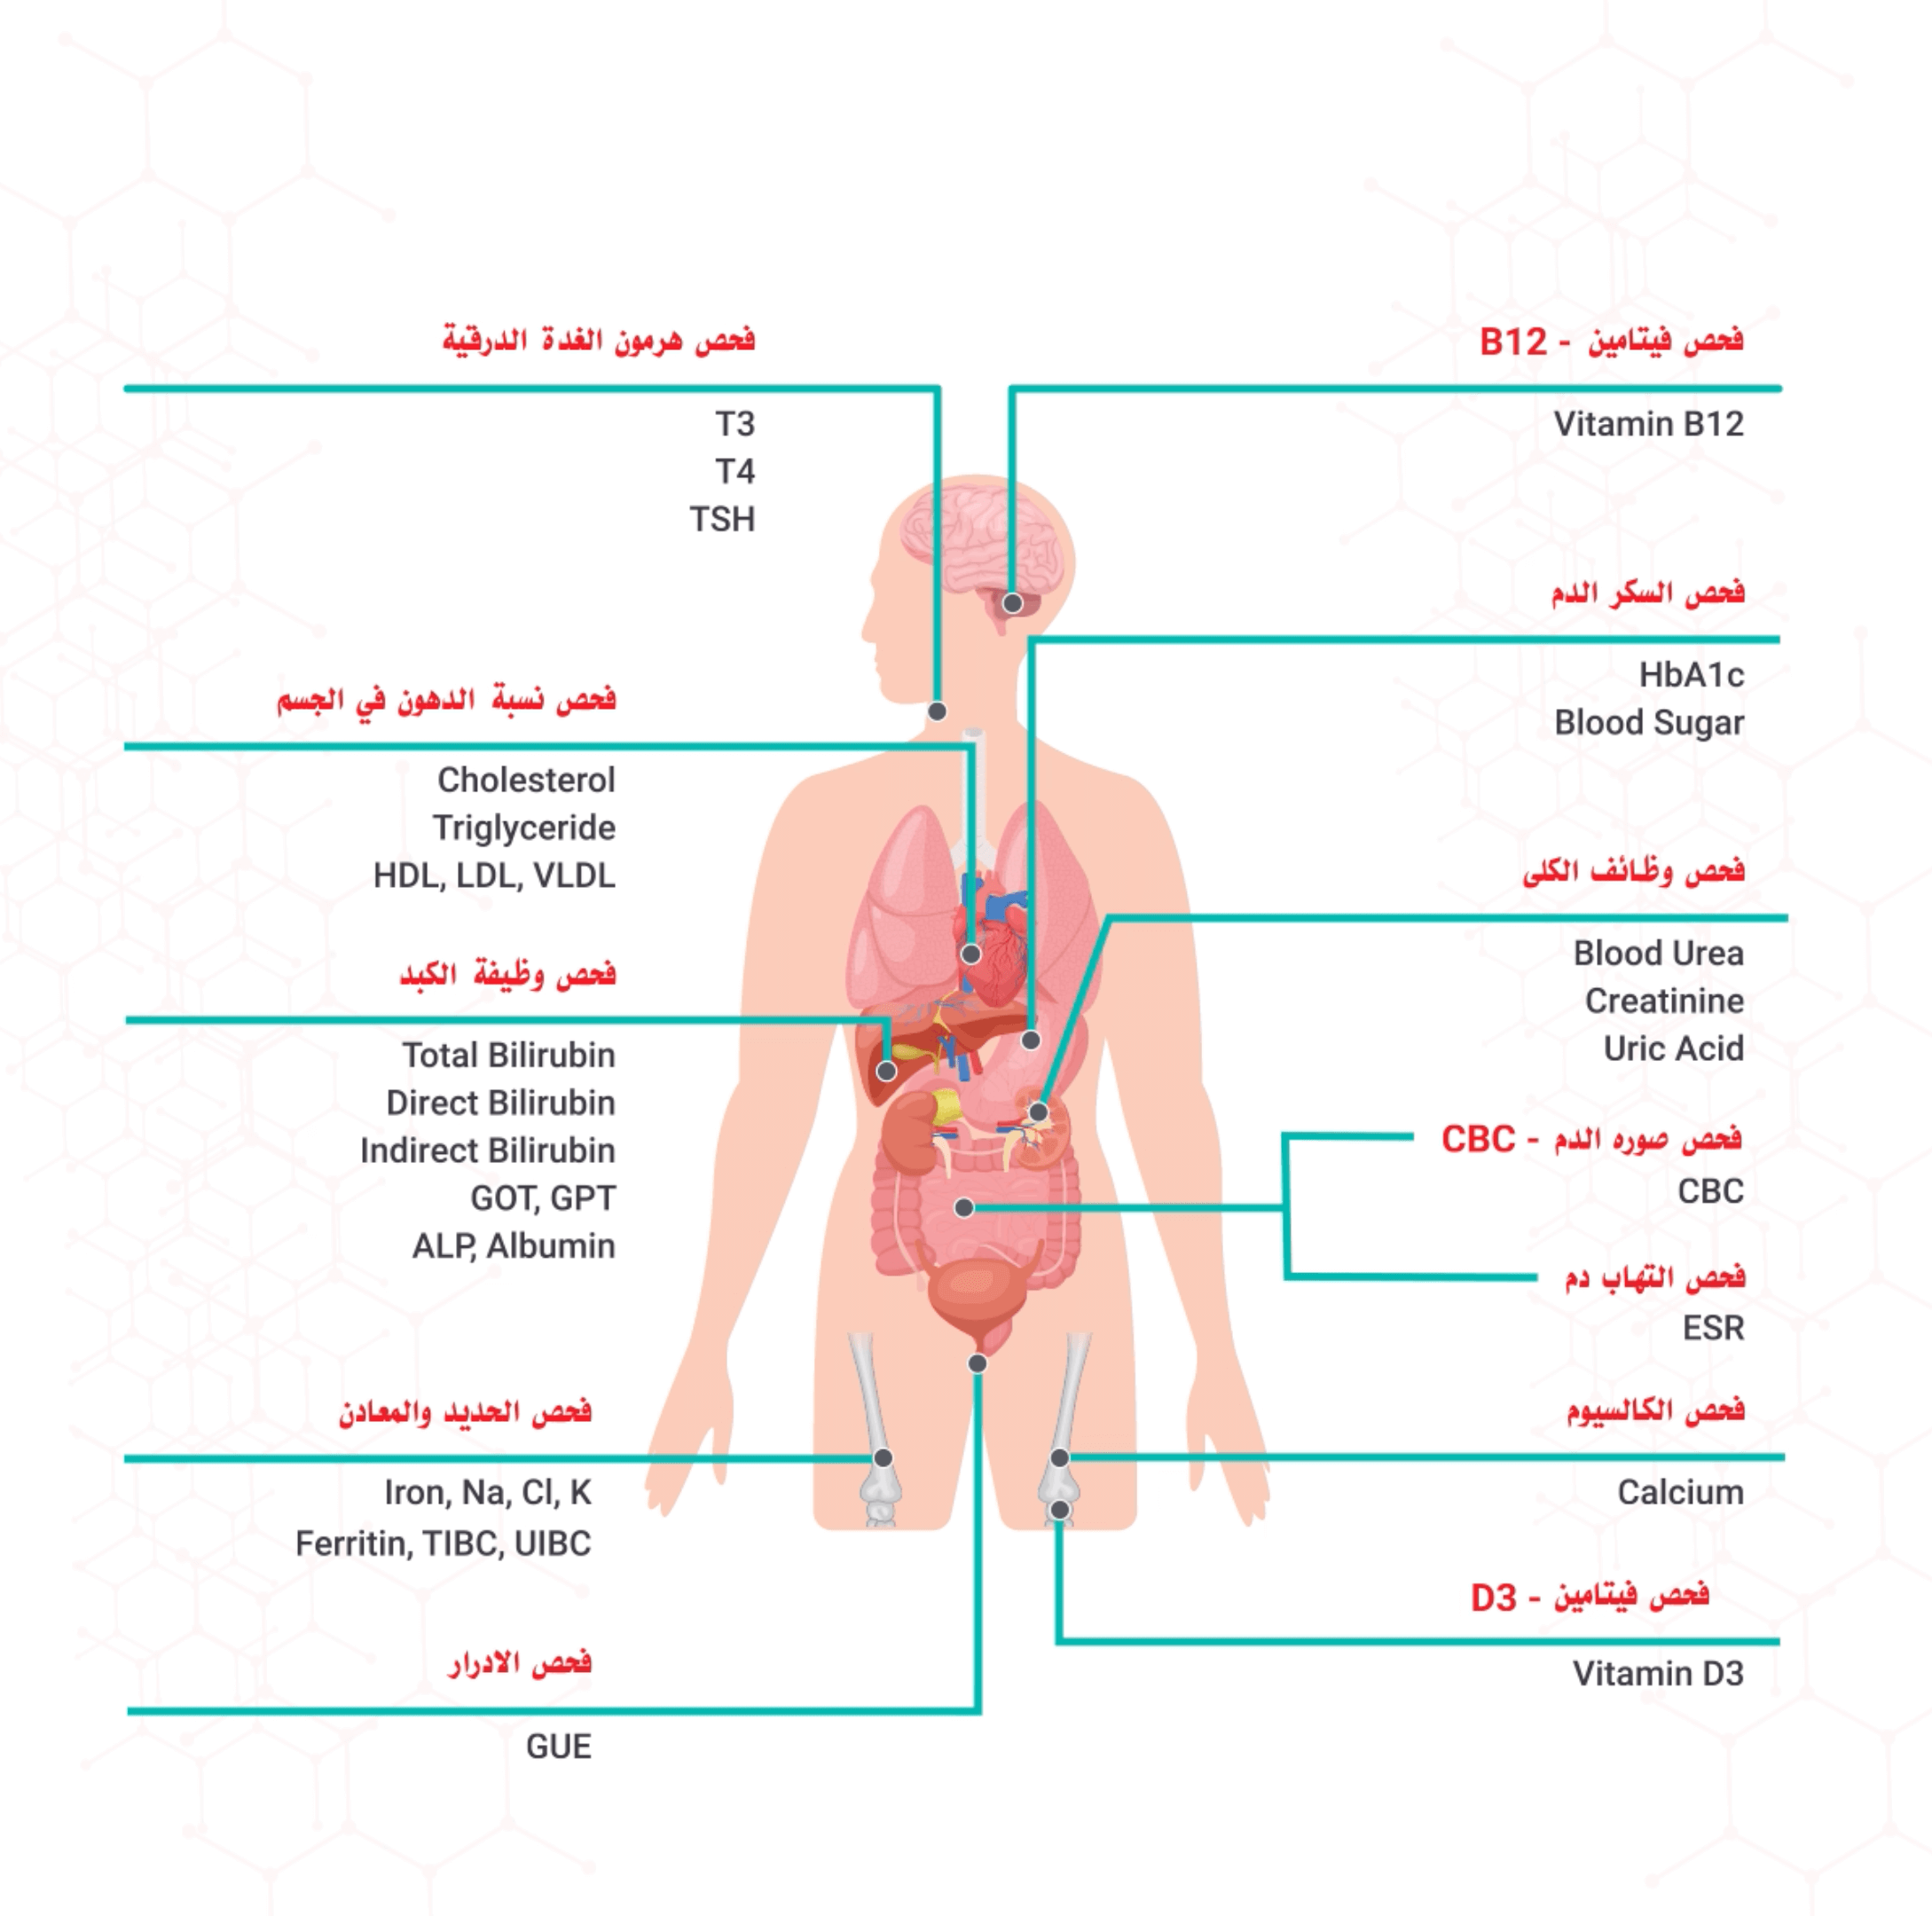 فحص هرمون الغدة الدرقية
T3
T4
TSH
فحص نسبة الدهون في الجسم
Cholesterol
Triglyceride
HDL, LDL, VLDL
فحص وظيفة الكبد
Total Bilirubin
Direct Bilirubin
Indirect Bilirubin
GOT, GPT
ALP, Albumin
فحص الحديد والمعادن
Iron, Na, Cl, K
Ferritin, TIBC, UIBC
فحص الادرار
GUE
فحص فيتامين - B12
Vitamin B12
فحص السكر الدم
HbA1c
Blood Sugar
فحص وظائف الكلى
Blood Urea
Creatinine
Uric Acid
فحص صوره الدم - CBC
CBC
فحص التهاب دم
ESR
فحص الكالسيوم
Calcium
فحص فيتامين - D3
Vitamin D3